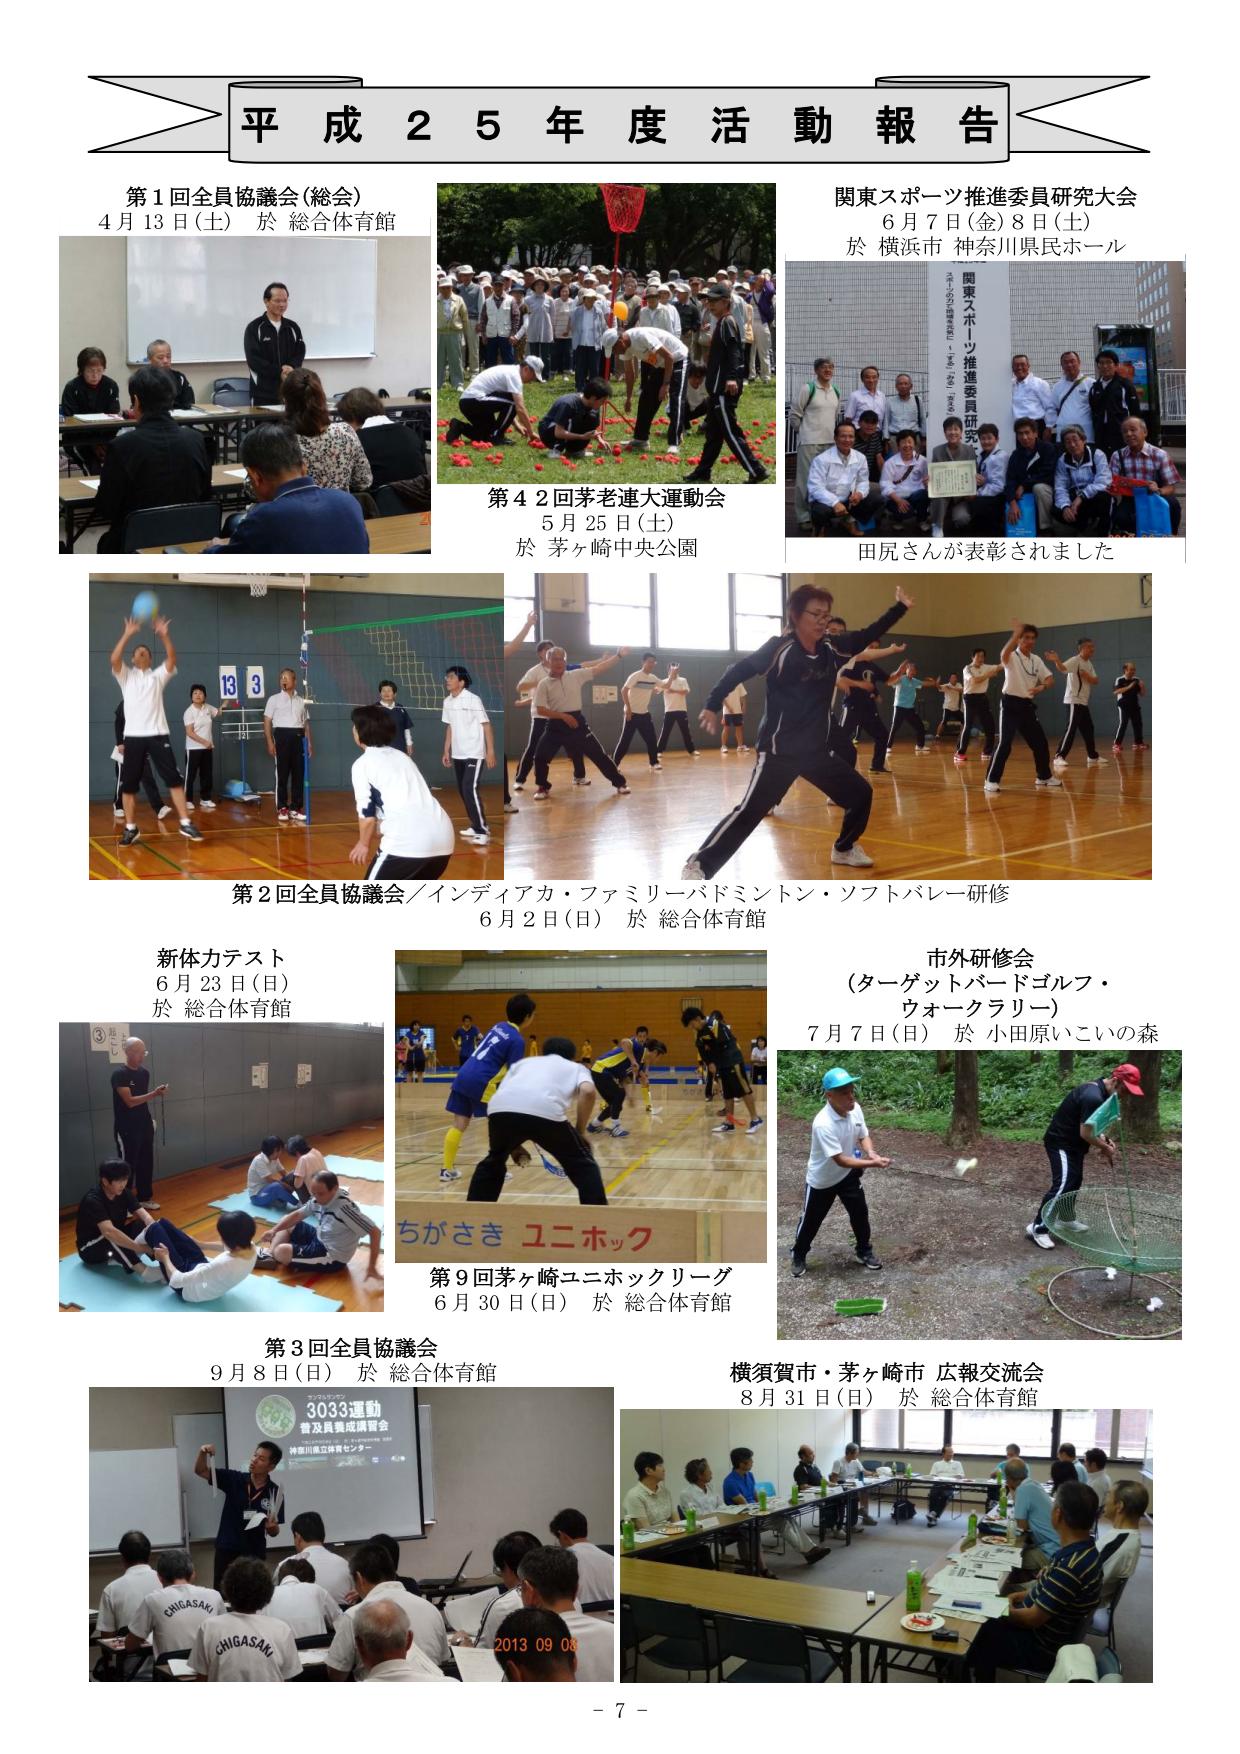 平成２５年度活動報告
第１回全員協議会(総会)
４月 13 日(土)　於 総合体育館
第４２回茅老連大運動会
５月 25 日(土)
於 茅ヶ崎中央公園
関東スポーツ推進委員研究大会
６月７日(金)８日(土)
於 横浜市 神奈川県民ホール
関東スポーツ推進委員研究
田尻さんが表彰されました
13 3
第２回全員協議会／インディアカ・ファミリーバドミントン・ソフトバレー研修
６月２日(日)　於 総合体育館
新体力テスト
６月 23 日(日)
於 総合体育館
③
ちがさき ユニホック
第９回茅ヶ崎ユニホックリーグ
６月 30 日(日)　於 総合体育館
市外研修会
(ターゲットバードゴルフ・
ウォークラリー)
７月７日(日)　於 小田原いこいの森
第３回全員協議会
９月８日(日)　於 総合体育館
サンマルサンサン
3033運動
普及員養成講習会
神奈川県立体育センター
CHIGASAKI
CHIGASAKI
2013 09 08
横須賀市・茅ヶ崎市 広報交流会
８月 31 日(日)　於 総合体育館
- 7 -